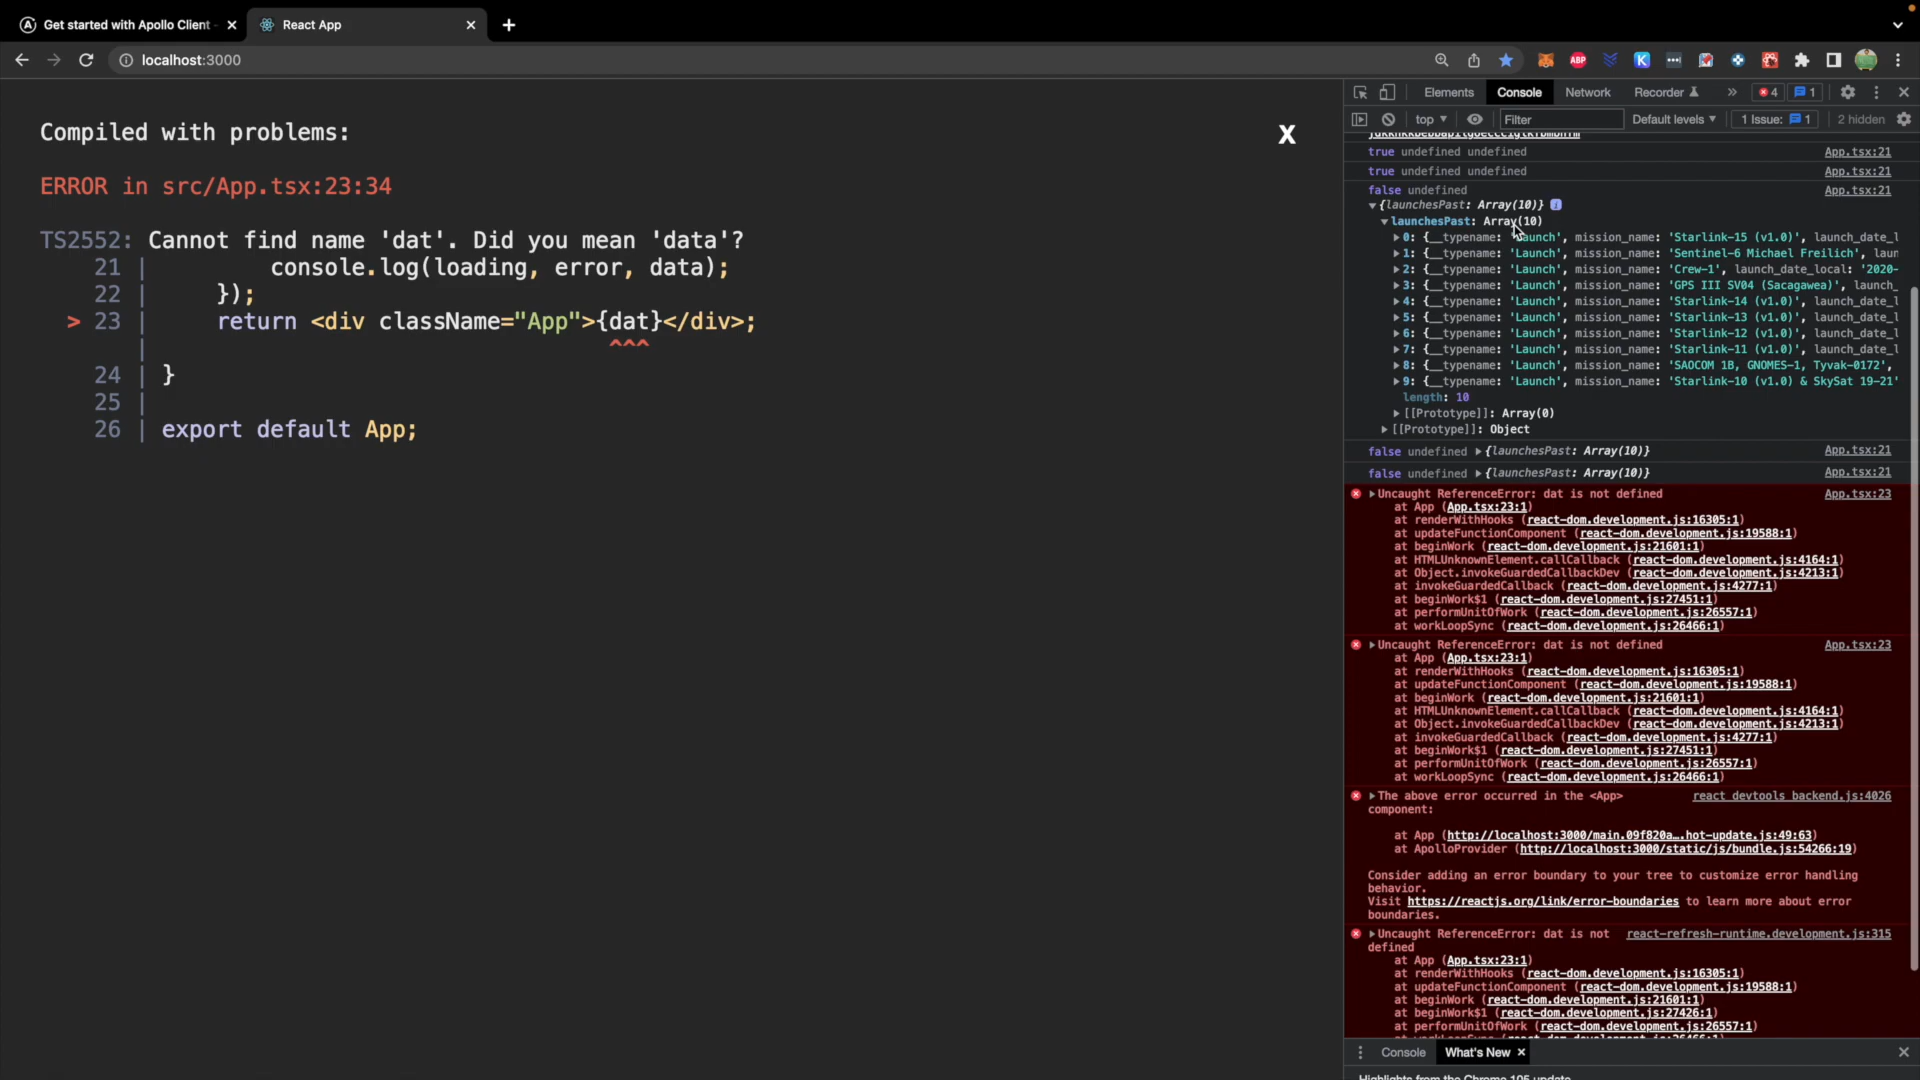 Get started with Apollo Client -
React App
localhost:3000
Compiled with problems:
X
ERROR in src/App.tsx:23:34
TS2552: Cannot find name 'dat'. Did you mean 'data'?
21 | console.log(loading, error, data);
22 | });
> 23 | return <div className="App">{dat}</div>;
| ^^^
24 | }
25 |
26 | export default App;
Elements Console Network Recorder » 4 1
top Filter Default levels 1 Issue: 1 2 hidden
true undefined undefined App.tsx:21
true undefined undefined App.tsx:21
false undefined App.tsx:21
{launchesPast: Array(10)} i
launchesPast: Array(10)
0: {__typename: 'Launch', mission_name: 'Starlink-15 (v1.0)', launch_date_l
1: {__typename: 'Launch', mission_name: 'Sentinel-6 Michael Freilich', laun
2: {__typename: 'Launch', mission_name: 'Crew-1', launch_date_local: '2020-
3: {__typename: 'Launch', mission_name: 'GPS III SV04 (Sacagawea)', launch_
4: {__typename: 'Launch', mission_name: 'Starlink-14 (v1.0)', launch_date_l
5: {__typename: 'Launch', mission_name: 'Starlink-13 (v1.0)', launch_date_l
6: {__typename: 'Launch', mission_name: 'Starlink-12 (v1.0)', launch_date_l
7: {__typename: 'Launch', mission_name: 'Starlink-11 (v1.0)', launch_date_l
8: {__typename: 'Launch', mission_name: 'SAOCOM 1B, GNOMES-1, Tyvak-0172',
9: {__typename: 'Launch', mission_name: 'Starlink-10 (v1.0) & SkySat 19-21'
length: 10
[[Prototype]]: Array(0)
[[Prototype]]: Object
false undefined {launchesPast: Array(10)} App.tsx:21
false undefined {launchesPast: Array(10)} App.tsx:21
Uncaught ReferenceError: dat is not defined App.tsx:23
at App (App.tsx:23:1)
at renderWithHooks (react-dom.development.js:16305:1)
at updateFunctionComponent (react-dom.development.js:19588:1)
at beginWork (react-dom.development.js:21601:1)
at HTMLUnknownElement.callCallback (react-dom.development.js:4164:1)
at Object.invokeGuardedCallbackDev (react-dom.development.js:4213:1)
at invokeGuardedCallback (react-dom.development.js:4277:1)
at beginWork$1 (react-dom.development.js:27451:1)
at performUnitOfWork (react-dom.development.js:26557:1)
at workLoopSync (react-dom.development.js:26466:1)
Uncaught ReferenceError: dat is not defined App.tsx:23
at App (App.tsx:23:1)
at renderWithHooks (react-dom.development.js:16305:1)
at updateFunctionComponent (react-dom.development.js:19588:1)
at beginWork (react-dom.development.js:21601:1)
at HTMLUnknownElement.callCallback (react-dom.development.js:4164:1)
at Object.invokeGuardedCallbackDev (react-dom.development.js:4213:1)
at invokeGuardedCallback (react-dom.development.js:4277:1)
at beginWork$1 (react-dom.development.js:27451:1)
at performUnitOfWork (react-dom.development.js:26557:1)
at workLoopSync (react-dom.development.js:26466:1)
The above error occurred in the <App> react devtools backend.js:4026
component:
at App (http://localhost:3000/main.09f820a….hot-update.js:49:63)
at ApolloProvider (http://localhost:3000/static/js/bundle.js:54266:19)
Consider adding an error boundary to your tree to customize error handling
behavior.
Visit https://reactjs.org/link/error-boundaries to learn more about error
boundaries.
Uncaught ReferenceError: dat is not react-refresh-runtime.development.js:315
defined
at App (App.tsx:23:1)
at renderWithHooks (react-dom.development.js:16305:1)
at updateFunctionComponent (react-dom.development.js:19588:1)
at beginWork (react-dom.development.js:21601:1)
at beginWork$1 (react-dom.development.js:27426:1)
at performUnitOfWork (react-dom.development.js:26557:1)
Console What's New
Highlights from the Chrome 105 update